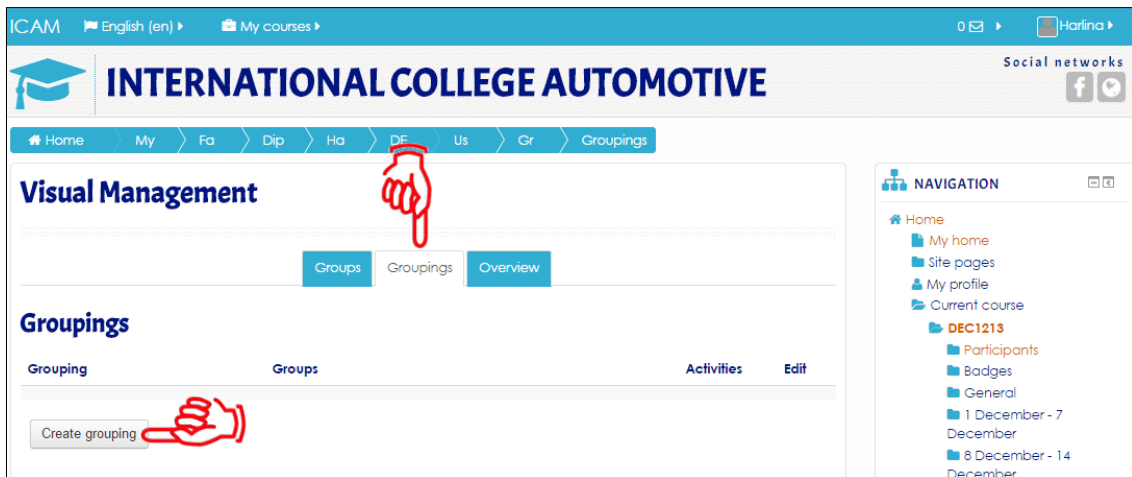 ICAM English (en) My courses 0 Harlina
INTERNATIONAL COLLEGE AUTOMOTIVE
Social networks
Home My Fa Dip Ha DE Us Gr Groupings
Visual Management
Groups Groupings Overview
Groupings
Grouping Groups Activities Edit
Create grouping
NAVIGATION
Home
My home
Site pages
My profile
Current course
DEC1213
Participants
Badges
General
1 December - 7
December
8 December - 14
December